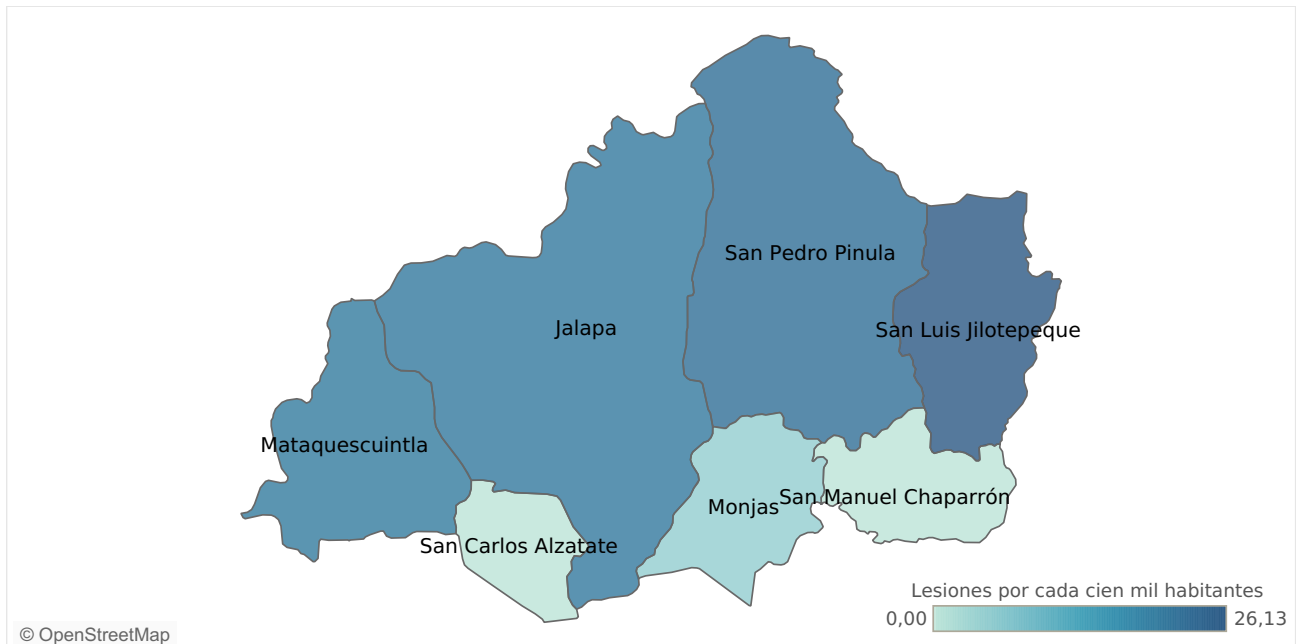 San Pedro Pinula
Jalapa
San Luis Jilotepeque
Mataquescuintla
San Manuel Chaparrón
Monjas
San Carlos Alzatate
Lesiones por cada cien mil habitantes
0,00 26,13
© OpenStreetMap